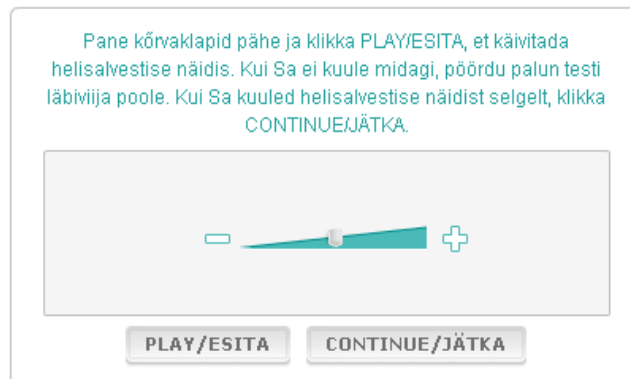 Pane kõrvaklapid pähe ja klikka PLAY/ESITA, et käivitada
helisalvestise näidis. Kui Sa ei kuule midagi, pöördu palun testi
läbiviija poole. Kui Sa kuuled helisalvestise näidist selgelt, klikka
CONTINUE/JÄTKA.
PLAY/ESITA CONTINUE/JÄTKA